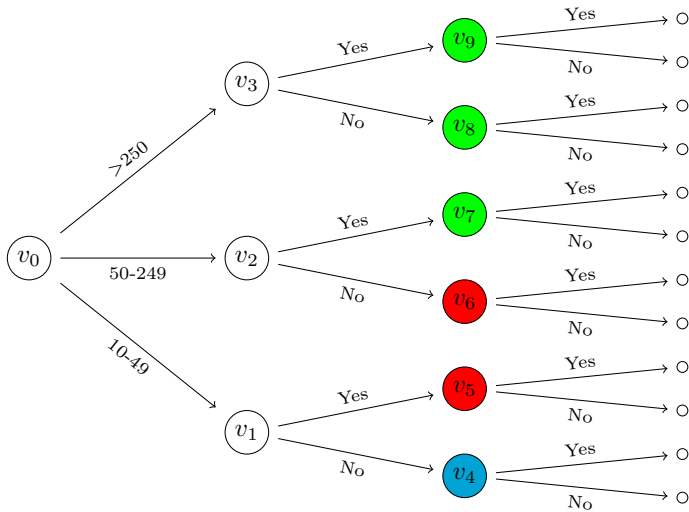 v0
>250
50-249
10-49
v3
v2
v1
Yes
No
Yes
No
Yes
No
v9
v8
v7
v6
v5
v4
Yes
No
Yes
No
Yes
No
Yes
No
Yes
No
Yes
No